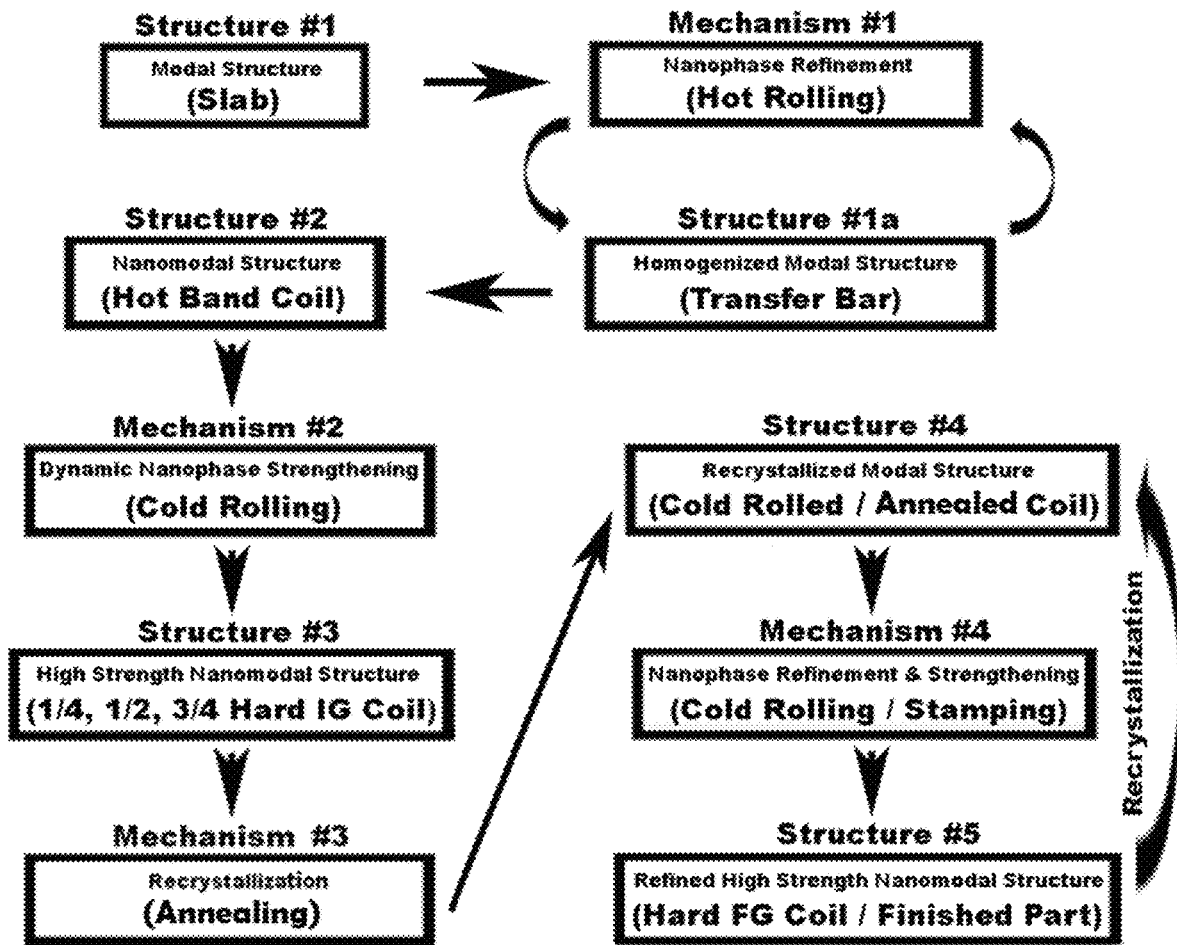 Structure #1
Modal Structure
(Slab)
Mechanism #1
Nanophase Refinement
(Hot Rolling)
Structure #2
Nanomodal Structure
(Hot Band Coil)
Structure #1a
Homogenized Modal Structure
(Transfer Bar)
Mechanism #2
Dynamic Nanophase Strengthening
(Cold Rolling)
Structure #3
High Strength Nanomodal Structure
(1/4, 1/2, 3/4 Hard IG Coil)
Mechanism #3
Recrystallization
(Annealing)
Structure #4
Recrystallized Modal Structure
(Cold Rolled / Annealed Coil)
Mechanism #4
Nanophase Refinement & Strengthening
(Cold Rolling / Stamping)
Structure #5
Refined High Strength Nanomodal Structure
(Hard FG Coil / Finished Part)
Recrystallization